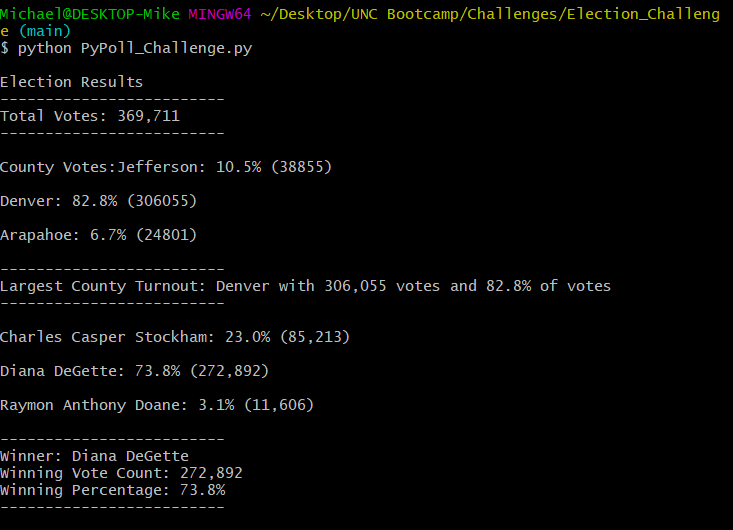 Michael@DESKTOP-Mike MINGW64 ~/Desktop/UNC Bootcamp/Challenges/Election_Challeng
e (main)
$ python PyPoll_Challenge.py
Election Results
-------------------------
Total Votes: 369,711
-------------------------
County Votes:Jefferson: 10.5% (38855)
Denver: 82.8% (306055)
Arapahoe: 6.7% (24801)
-------------------------
Largest County Turnout: Denver with 306,055 votes and 82.8% of votes
-------------------------
Charles Casper Stockham: 23.0% (85,213)
Diana DeGette: 73.8% (272,892)
Raymon Anthony Doane: 3.1% (11,606)
-------------------------
Winner: Diana DeGette
Winning Vote Count: 272,892
Winning Percentage: 73.8%
-------------------------